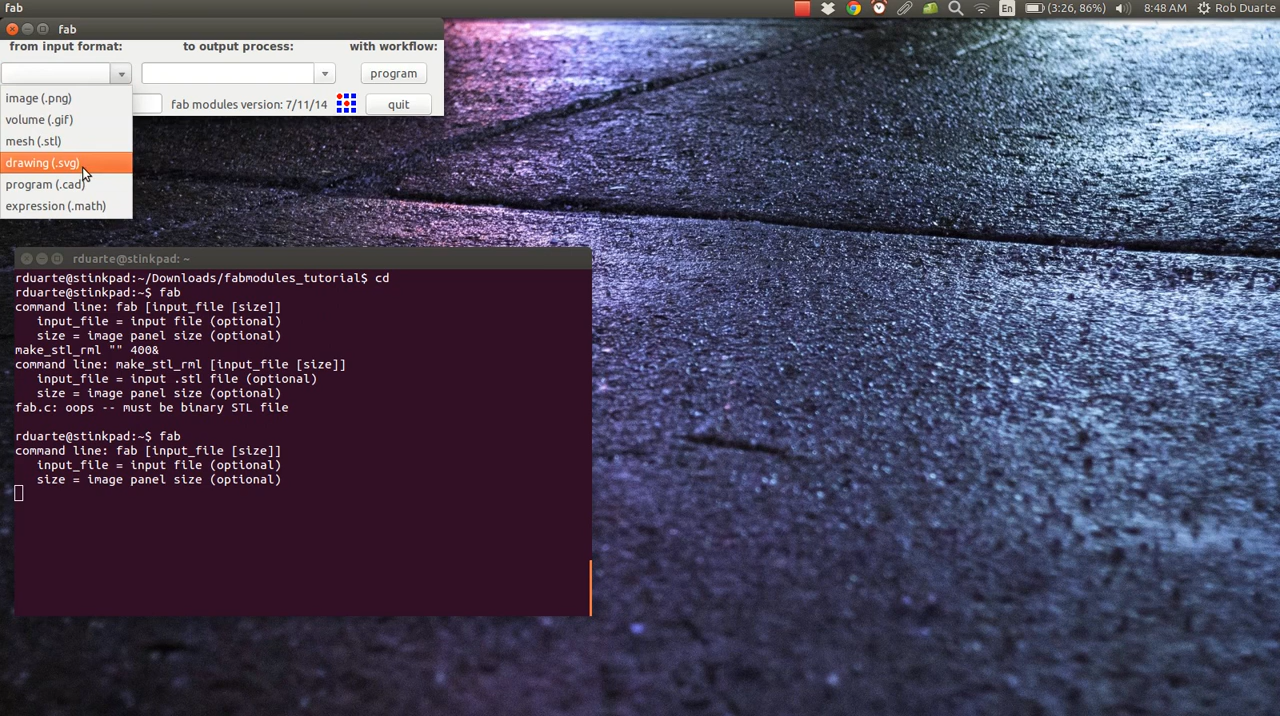 fab
En
(3:26, 86%)
8:48 AM
Rob Duarte
fab
from input format:
to output process:
with workflow:
program
image (.png)
fab modules version: 7/11/14
quit
volume (.gif)
mesh (.stl)
drawing (.svg)
program (.cad)
expression (.math)
rduarte@stinkpad: ~
rduarte@stinkpad:~/Downloads/fabmodules_tutorial$ cd
rduarte@stinkpad:~$ fab
command line: fab [input_file [size]]
   input_file = input file (optional)
   size = image panel size (optional)
make_stl_rml "" 400&
command line: make_stl_rml [input_file [size]]
   input_file = input .stl file (optional)
   size = image panel size (optional)
fab.c: oops -- must be binary STL file
rduarte@stinkpad:~$ fab
command line: fab [input_file [size]]
   input_file = input file (optional)
   size = image panel size (optional)